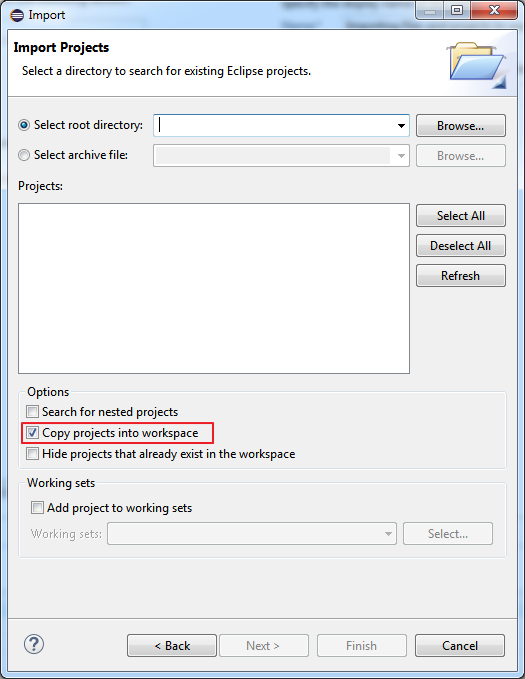 Import
Import Projects
Select a directory to search for existing Eclipse projects.
Select root directory:
Browse...
Select archive file:
Browse...
Projects:
Select All
Deselect All
Refresh
Options
Search for nested projects
Copy projects into workspace
Hide projects that already exist in the workspace
Working sets
Add project to working sets
Working sets:
Select...
?
< Back
Next >
Finish
Cancel